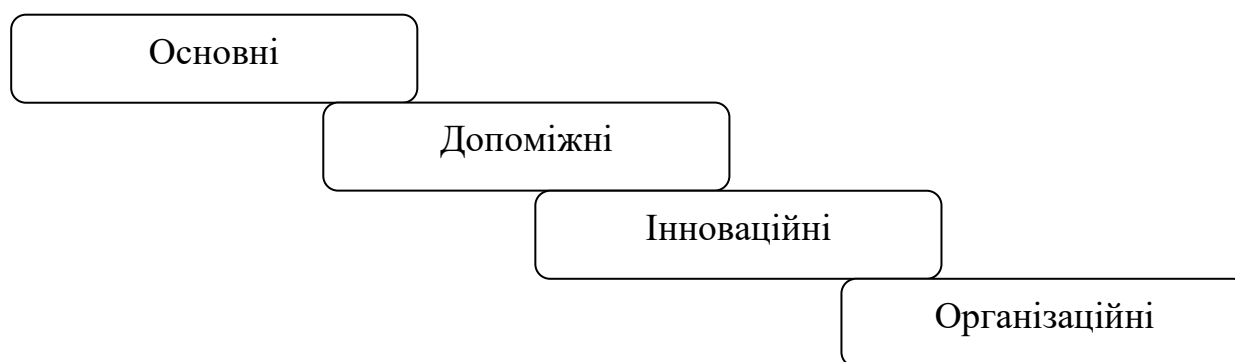 Основні
Допоміжні
Інноваційні
Організаційні